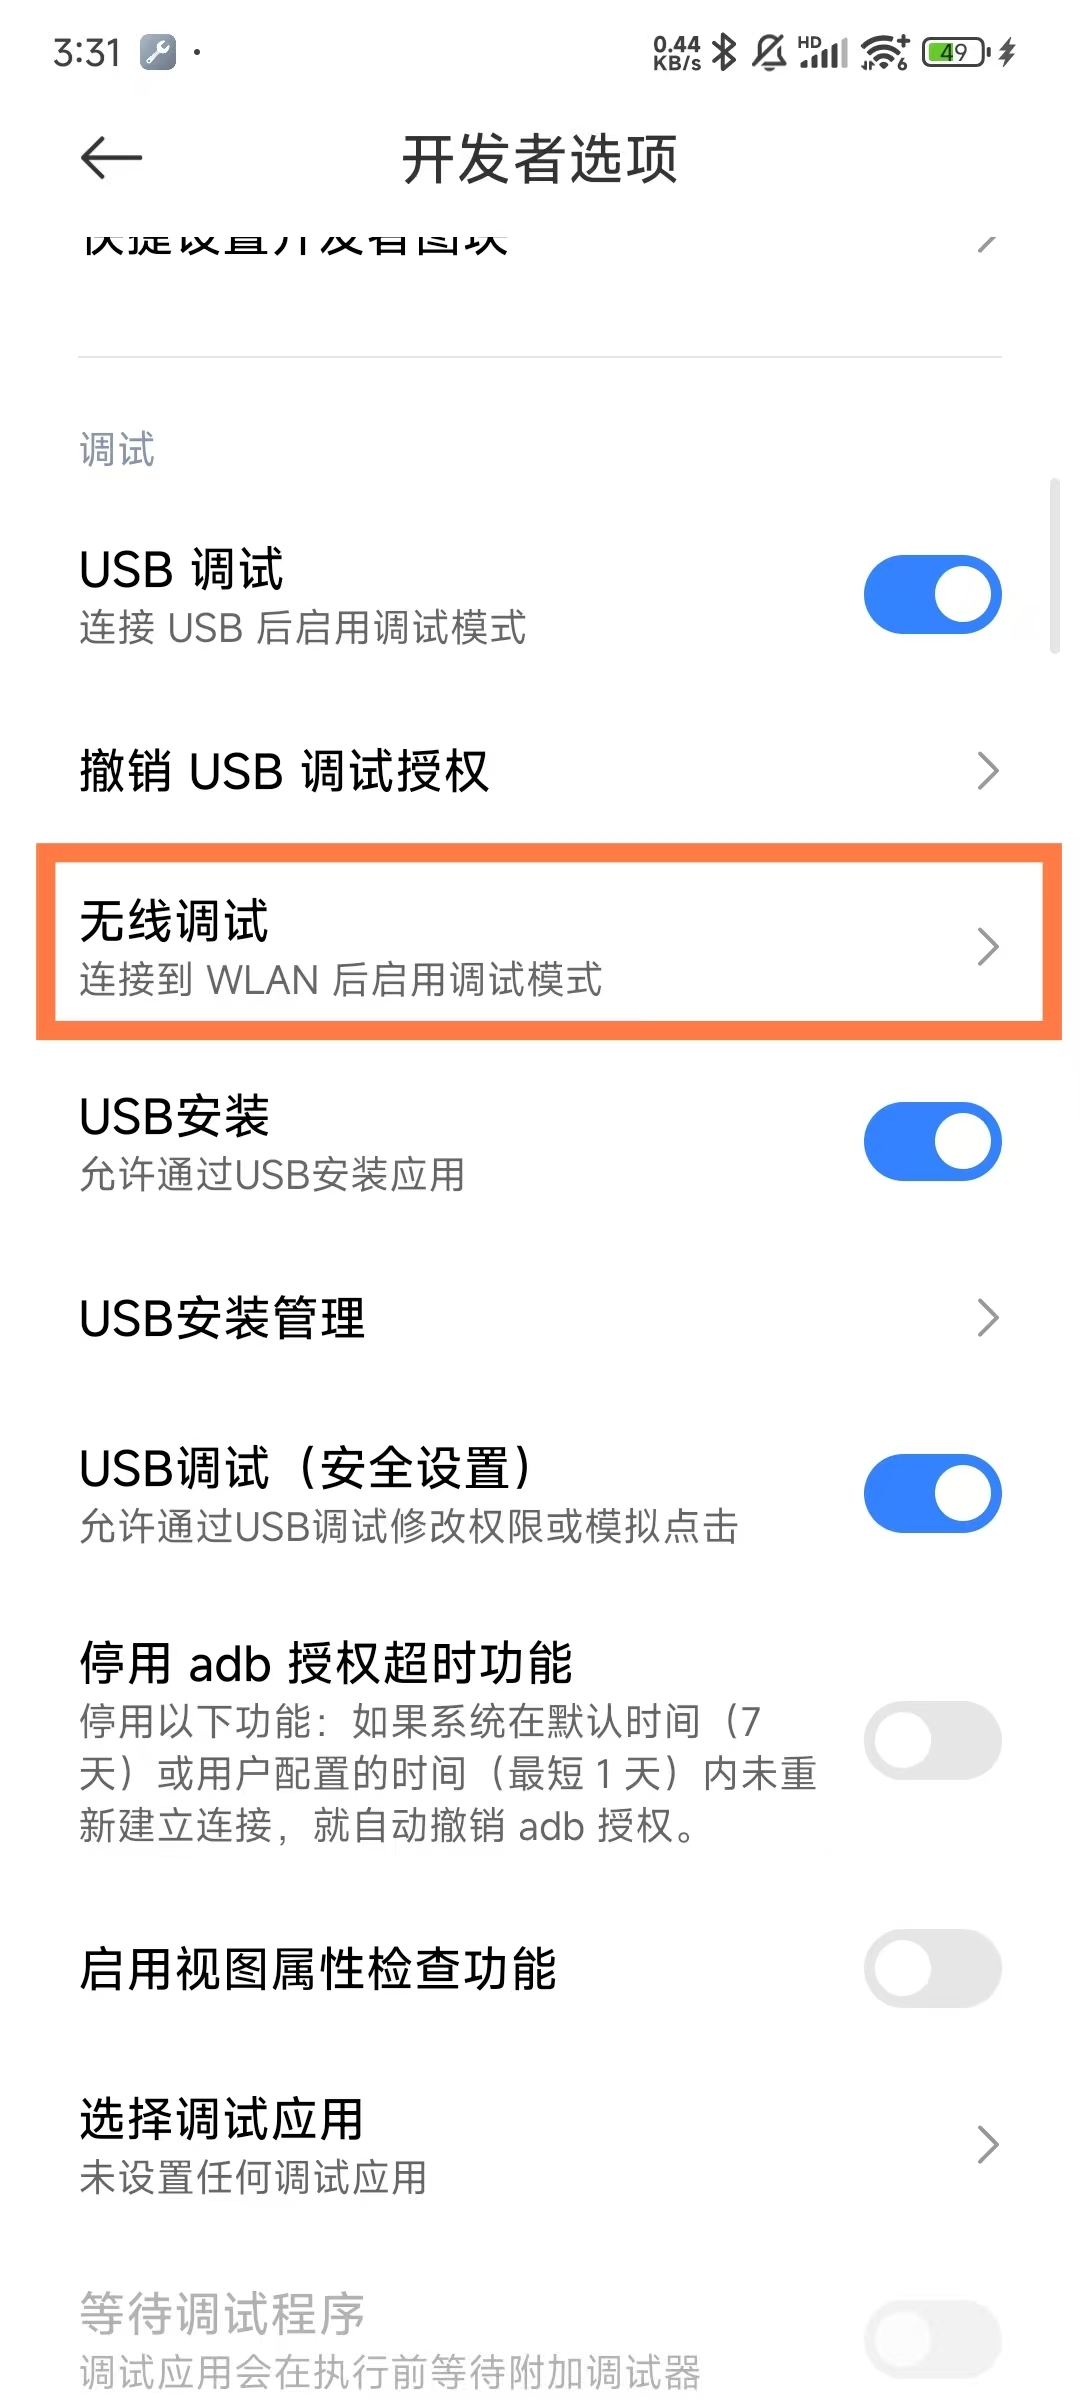 3:31
0.44
KB/s
HD
6
49
开发者选项
快捷设置开发者图块
调试
USB 调试
连接 USB 后启用调试模式
撤销 USB 调试授权
无线调试
连接到 WLAN 后启用调试模式
USB安装
允许通过USB安装应用
USB安装管理
USB调试（安全设置）
允许通过USB调试修改权限或模拟点击
停用 adb 授权超时功能
停用以下功能：如果系统在默认时间（7
天）或用户配置的时间（最短 1 天）内未重
新建立连接，就自动撤销 adb 授权。
启用视图属性检查功能
选择调试应用
未设置任何调试应用
等待调试程序
调试应用会在执行前等待附加调试器